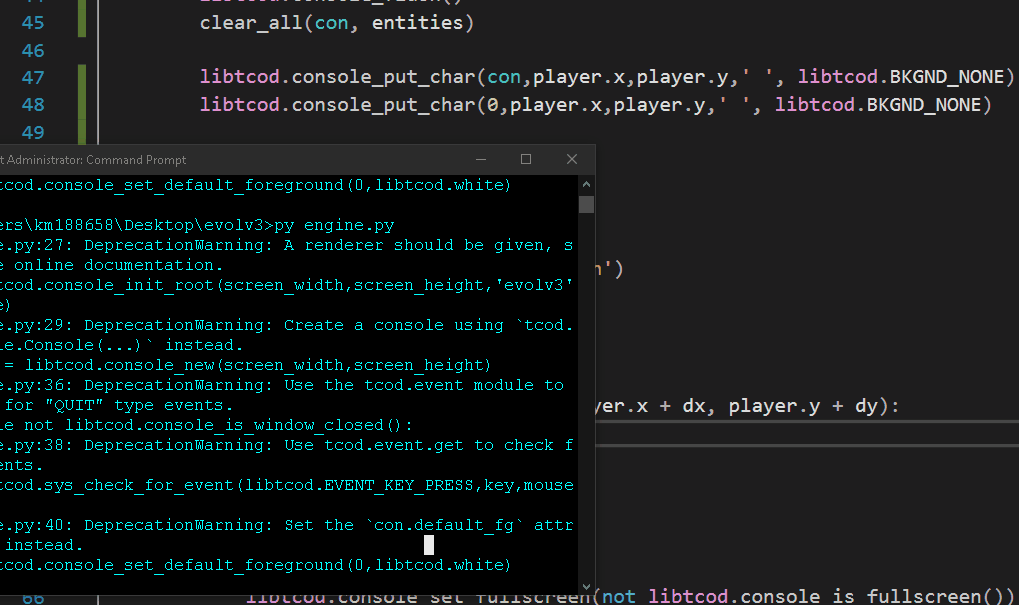 45 clear_all(con, entities)
46
47 libtcod.console_put_char(con,player.x,player.y,' ', libtcod.BKGND_NONE)
48 libtcod.console_put_char(0,player.x,player.y,' ', libtcod.BKGND_NONE)
49
t Administrator: Command Prompt
tcod.console_set_default_foreground(0,libtcod.white)
ers\km188658\Desktop\evolv3>py engine.py
e.py:27: DeprecationWarning: A renderer should be given, s
e online documentation.
tcod.console_init_root(screen_width,screen_height,'evolv3'
e)
e.py:29: DeprecationWarning: Create a console using `tcod.
le.Console(...)` instead.
= libtcod.console_new(screen_width,screen_height)
e.py:36: DeprecationWarning: Use the tcod.event module to
for "QUIT" type events.
le not libtcod.console_is_window_closed():
e.py:38: DeprecationWarning: Use tcod.event.get to check f
ents.
tcod.sys_check_for_event(libtcod.EVENT_KEY_PRESS,key,mouse
e.py:40: DeprecationWarning: Set the `con.default_fg` attr
instead.
tcod.console_set_default_foreground(0,libtcod.white)
n')
yer.x + dx, player.y + dy):
66 libtcod.console_set_fullscreen(not libtcod.console_is_fullscreen())